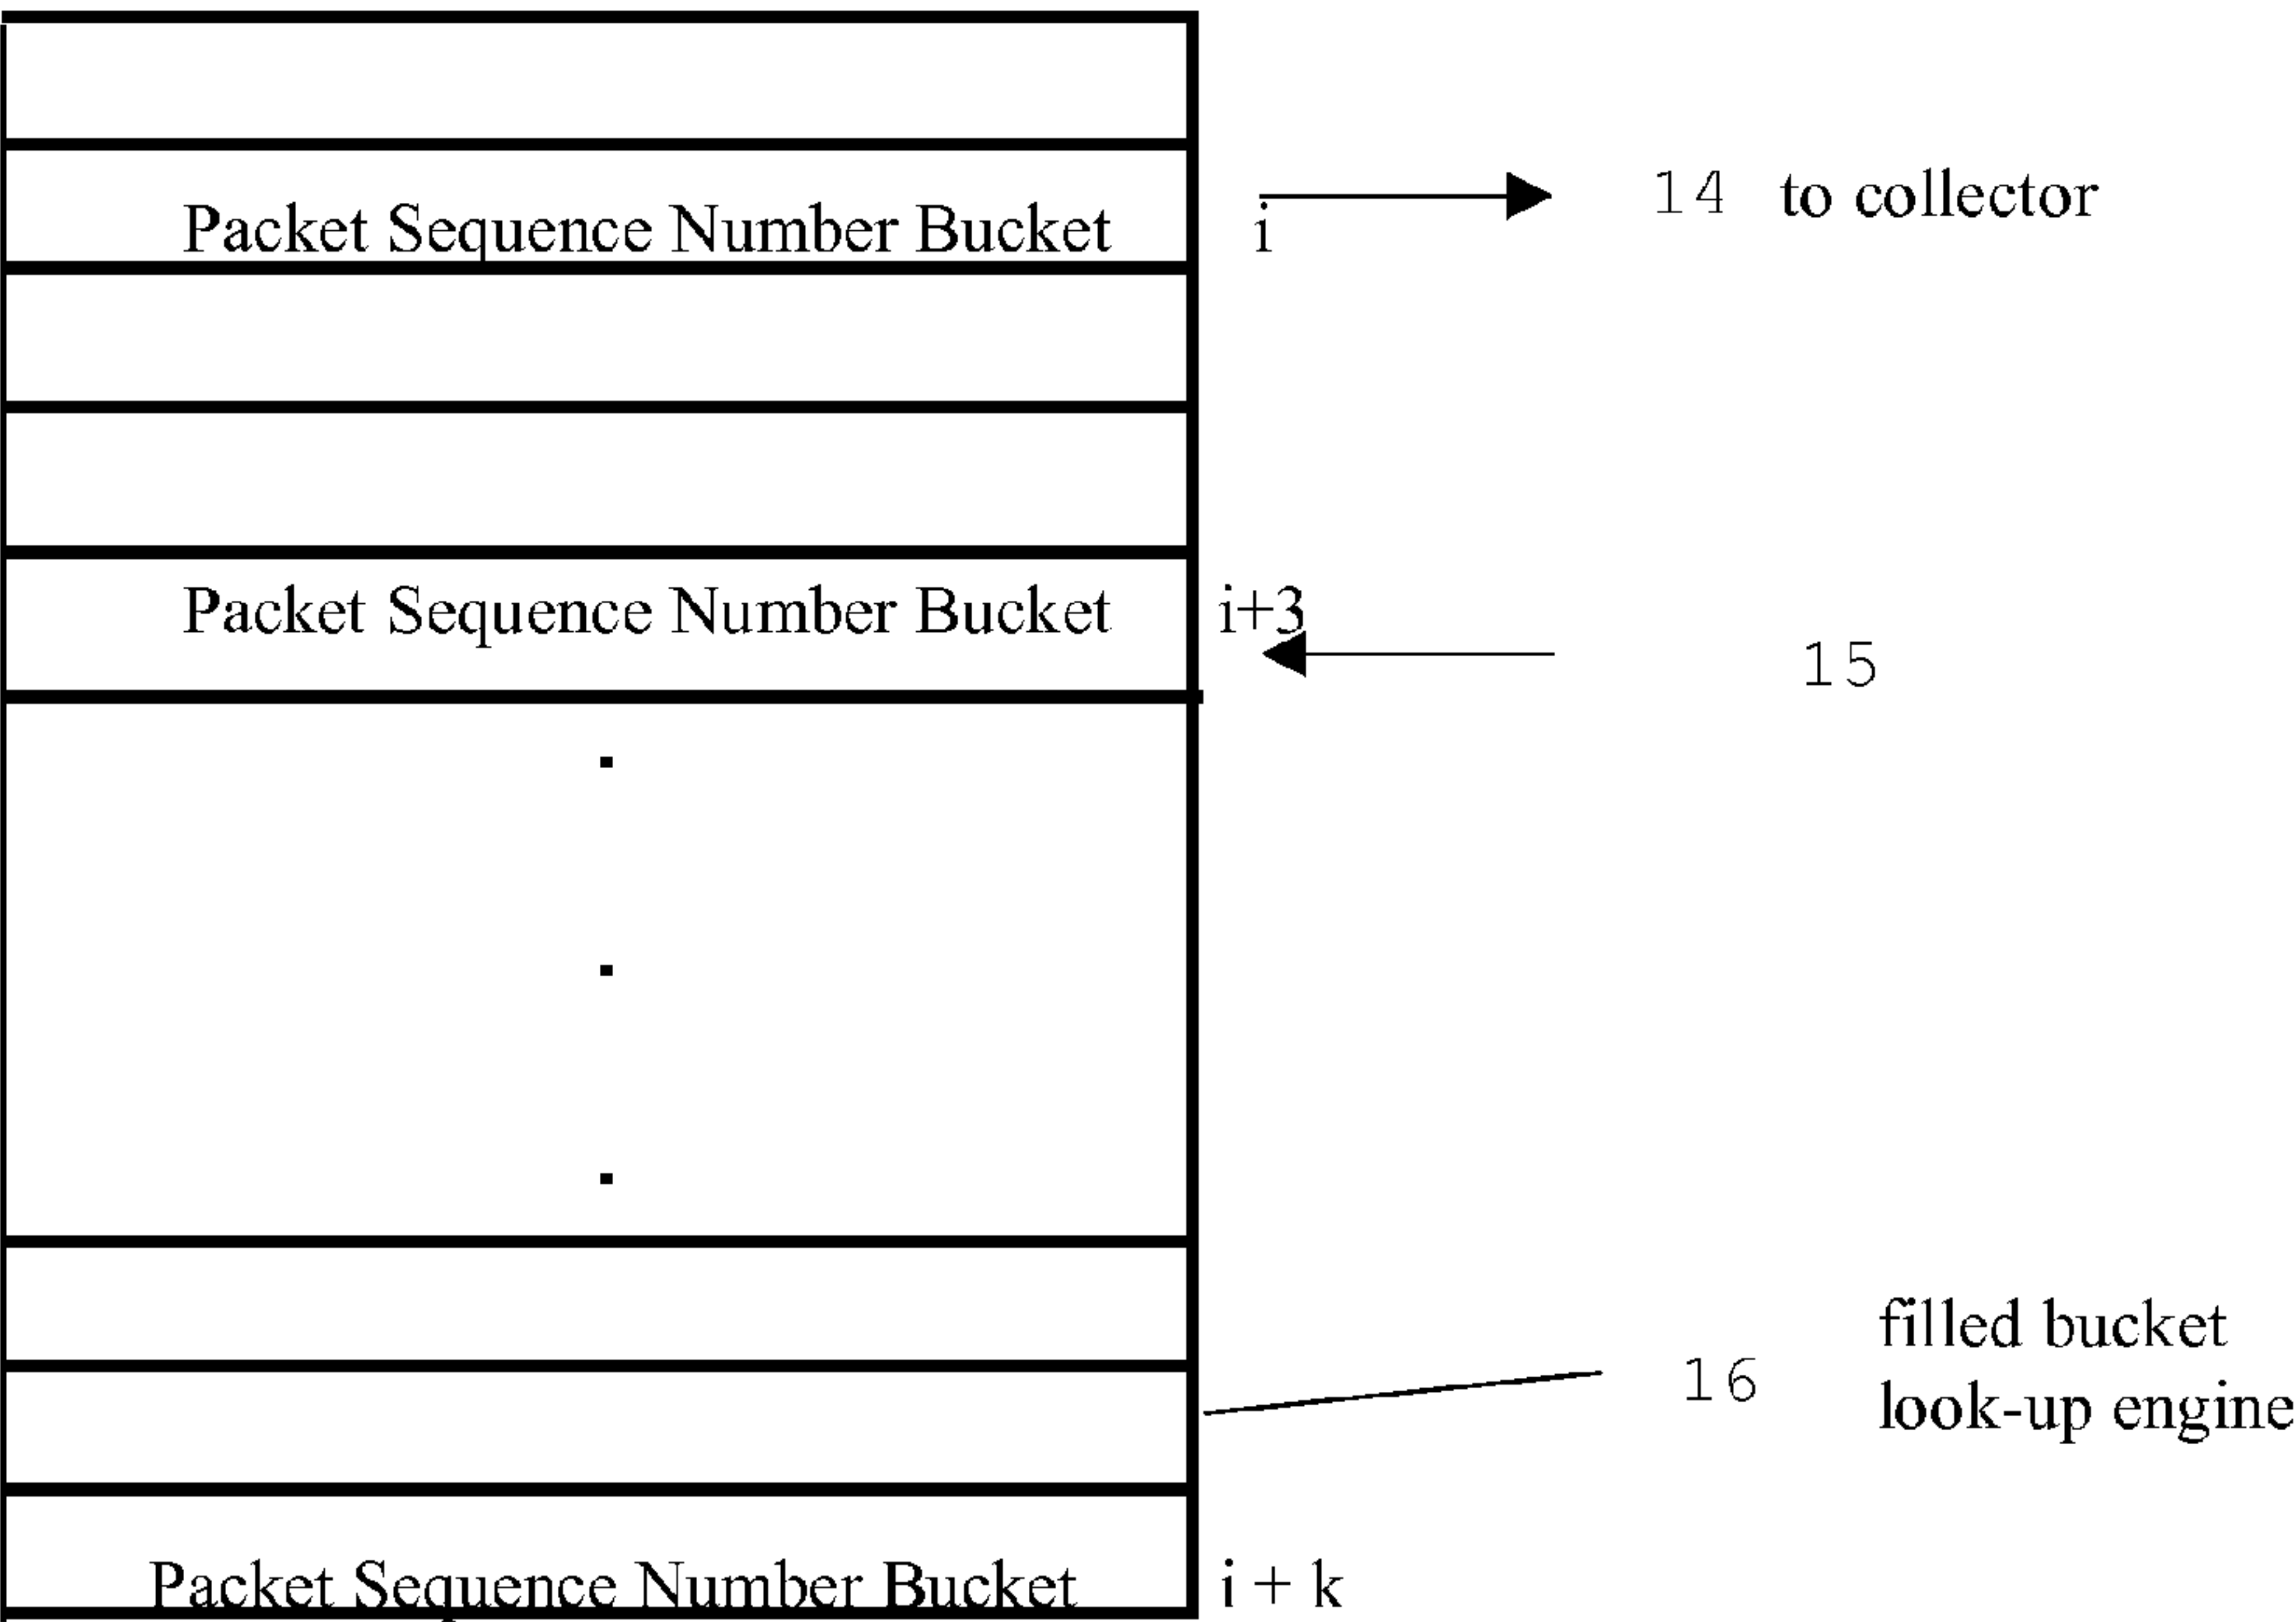 Packet Sequence Number Bucket i 14 to collector
Packet Sequence Number Bucket i+3
15
filled bucket
16
look-up engine
Packet Sequence Number Bucket i + k